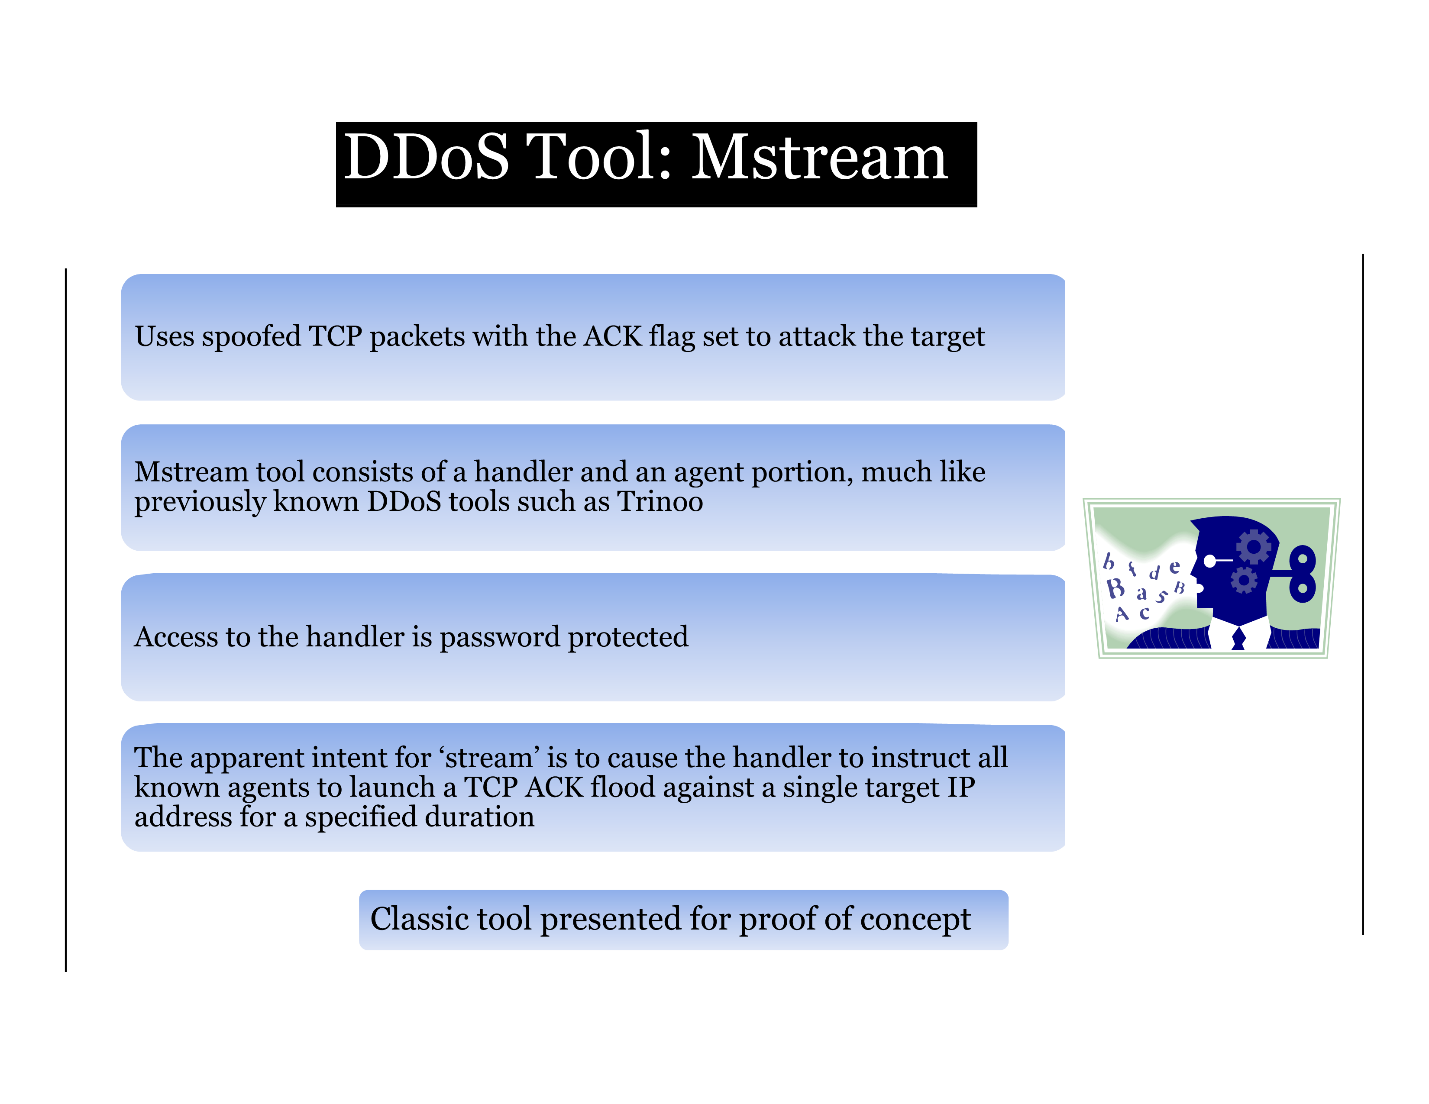 DDoS Tool: Mstream
Uses spoofed TCP packets with the ACK flag set to attack the target
Mstream tool consists of a handler and an agent portion, much like
previously known DDoS tools such as Trinoo
Access to the handler is password protected
b f d e
B a 5 B
A c
The apparent intent for ‘stream’ is to cause the handler to instruct all
known agents to launch a TCP ACK flood against a single target IP
address for a specified duration
Classic tool presented for proof of concept